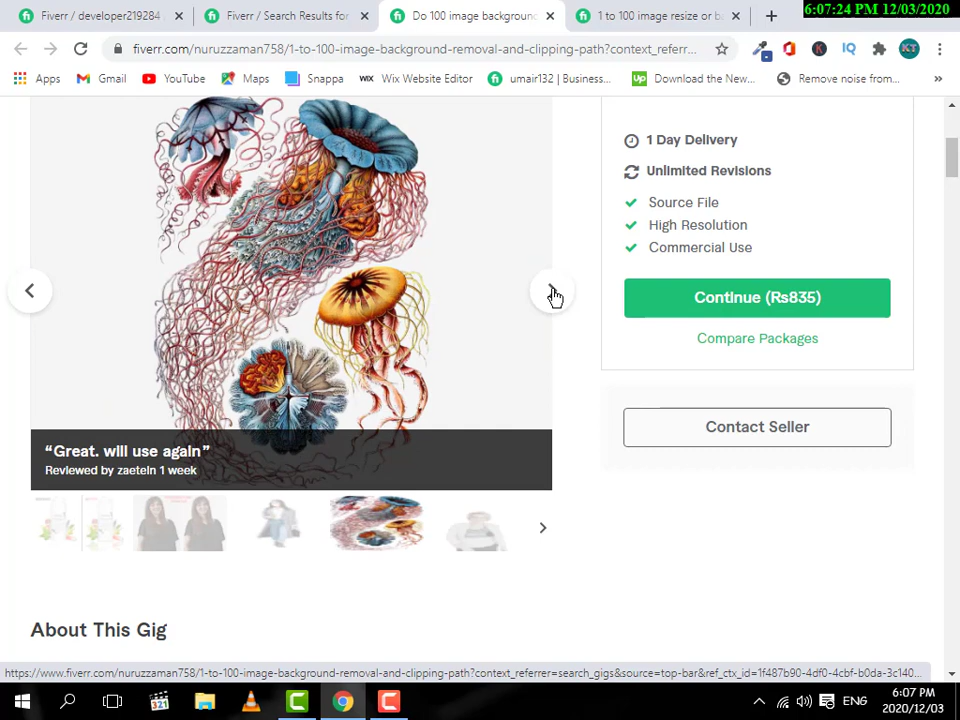 6:07:24 PM 12/03/2020
Fiverr / developer219284
Fiverr / Search Results for
Do 100 image background
1 to 100 image resize or b
fiverr.com/nuruzzaman758/1-to-100-image-background-removal-and-clipping-path?context_referr...
Apps
Gmail
YouTube
Maps
Snappa
WIX Wix Website Editor
umair132 | Business...
Up Download the New...
Remove noise from...
»
1 Day Delivery
Unlimited Revisions
Source File
High Resolution
Commercial Use
Continue (Rs835)
Compare Packages
Contact Seller
“Great. will use again”
Reviewed by zaetein 1 week
About This Gig
https://www.fiverr.com/nuruzzaman758/1-to-100-image-background-removal-and-clipping-path?context_referrer=search_gigs&source=top-bar&ref_ctx_id=1f487b90-4df0-4cbf-b0da-3c140...
321
ENG
6:07 PM
2020/12/03